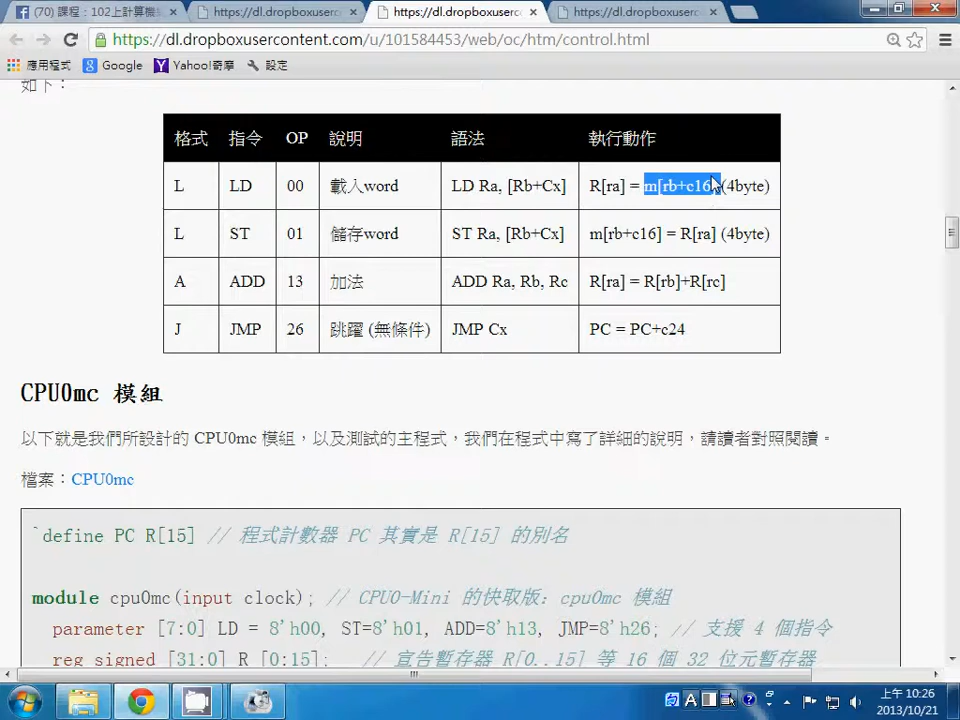 (70) 課程：102上計算機
https://dl.dropboxuserc
https://dl.dropboxuserc
https://dl.dropboxuserc
https://dl.dropboxusercontent.com/u/101584453/web/oc/htm/control.html
應用程式 Google Yahoo!奇摩 設定
如下：
格式 指令 OP 說明 語法 執行動作
L LD 00 載入word LD Ra, [Rb+Cx] R[ra] = m[rb+c16] (4byte)
L ST 01 儲存word ST Ra, [Rb+Cx] m[rb+c16] = R[ra] (4byte)
A ADD 13 加法 ADD Ra, Rb, Rc R[ra] = R[rb]+R[rc]
J JMP 26 跳躍 (無條件) JMP Cx PC = PC+c24
CPU0mc 模組
以下就是我們所設計的 CPU0mc 模組，以及測試的主程式，我們在程式中寫了詳細的說明，請讀者對照閱讀。
檔案：CPU0mc
`define PC R[15] // 程式計數器 PC 其實是 R[15] 的別名
module cpu0mc(input clock); // CPU0-Mini 的快取版：cpu0mc 模組
parameter [7:0] LD = 8'h00, ST=8'h01, ADD=8'h13, JMP=8'h26; // 支援 4 個指令
reg signed [31:0] R [0:15]; // 宣告暫存器 R[0..15] 等 16 個 32 位元暫存器
上午 10:26
2013/10/21